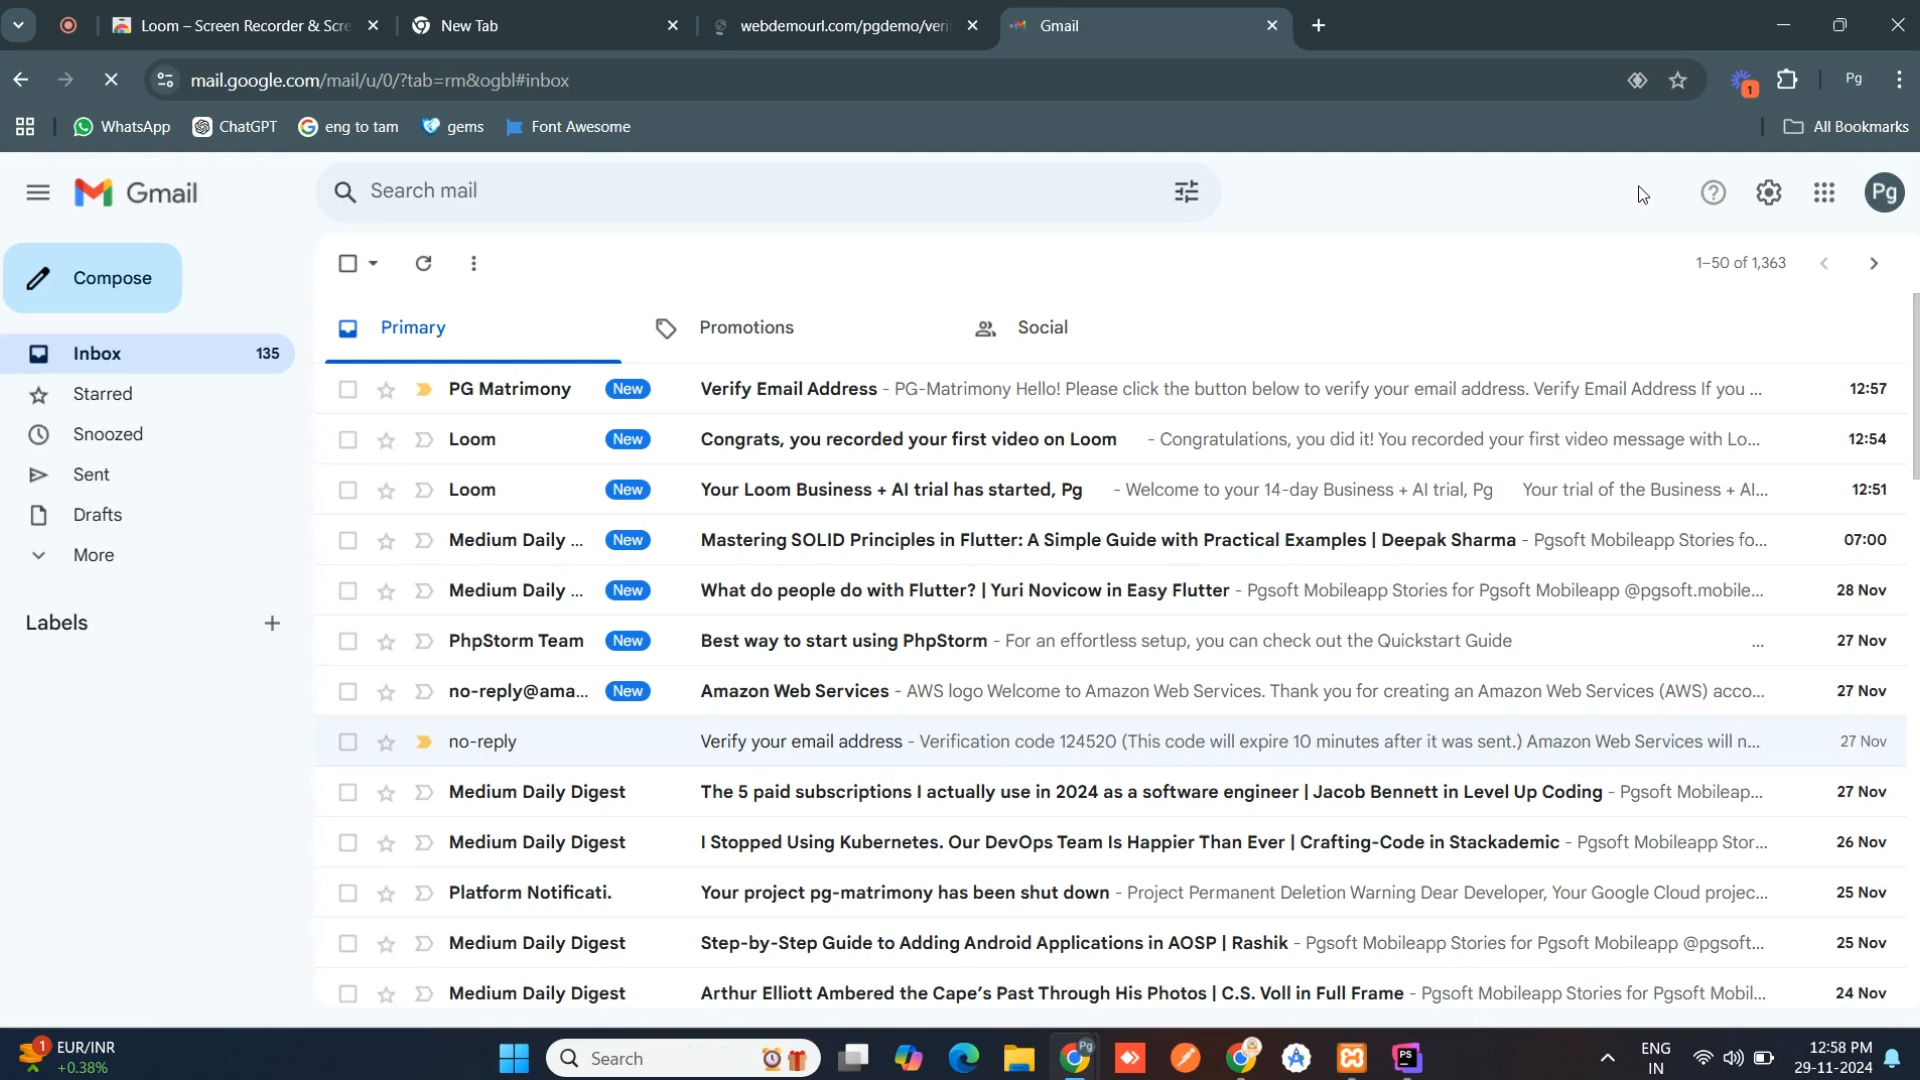 Loom – Screen Recorder & Scre
New Tab
webdemourl.com/pgdemo/veri
Gmail
mail.google.com/mail/u/0/?tab=rm&ogbl#inbox
1
Pg
WhatsApp
ChatGPT
eng to tam
gems
Font Awesome
All Bookmarks
Gmail
Search mail
Pg
Compose
1–50 of 1,363
Primary
Promotions
Social
Inbox 135
Starred
Snoozed
Sent
Drafts
More
Labels
PG Matrimony New Verify Email Address - PG-Matrimony Hello! Please click the button below to verify your email address. Verify Email Address If you ... 12:57
Loom New Congrats, you recorded your first video on Loom - Congratulations, you did it! You recorded your first video message with Lo... 12:54
Loom New Your Loom Business + AI trial has started, Pg - Welcome to your 14-day Business + AI trial, Pg Your trial of the Business + AI... 12:51
Medium Daily ... New Mastering SOLID Principles in Flutter: A Simple Guide with Practical Examples | Deepak Sharma - Pgsoft Mobileapp Stories fo... 07:00
Medium Daily ... New What do people do with Flutter? | Yuri Novicow in Easy Flutter - Pgsoft Mobileapp Stories for Pgsoft Mobileapp @pgsoft.mobile... 28 Nov
PhpStorm Team New Best way to start using PhpStorm - For an effortless setup, you can check out the Quickstart Guide ... 27 Nov
no-reply@ama... New Amazon Web Services - AWS logo Welcome to Amazon Web Services. Thank you for creating an Amazon Web Services (AWS) acco... 27 Nov
no-reply Verify your email address - Verification code 124520 (This code will expire 10 minutes after it was sent.) Amazon Web Services will n... 27 Nov
Medium Daily Digest The 5 paid subscriptions I actually use in 2024 as a software engineer | Jacob Bennett in Level Up Coding - Pgsoft Mobileap... 27 Nov
Medium Daily Digest I Stopped Using Kubernetes. Our DevOps Team Is Happier Than Ever | Crafting-Code in Stackademic - Pgsoft Mobileapp Stor... 26 Nov
Platform Notificati. Your project pg-matrimony has been shut down - Project Permanent Deletion Warning Dear Developer, Your Google Cloud projec... 25 Nov
Medium Daily Digest Step-by-Step Guide to Adding Android Applications in AOSP | Rashik - Pgsoft Mobileapp Stories for Pgsoft Mobileapp @pgsoft... 25 Nov
Medium Daily Digest Arthur Elliott Ambered the Cape's Past Through His Photos | C.S. Voll in Full Frame - Pgsoft Mobileapp Stories for Pgsoft Mobil... 24 Nov
1
EUR/INR
+0.38%
Search
Pg
PS
ENG
IN
12:58 PM
29-11-2024